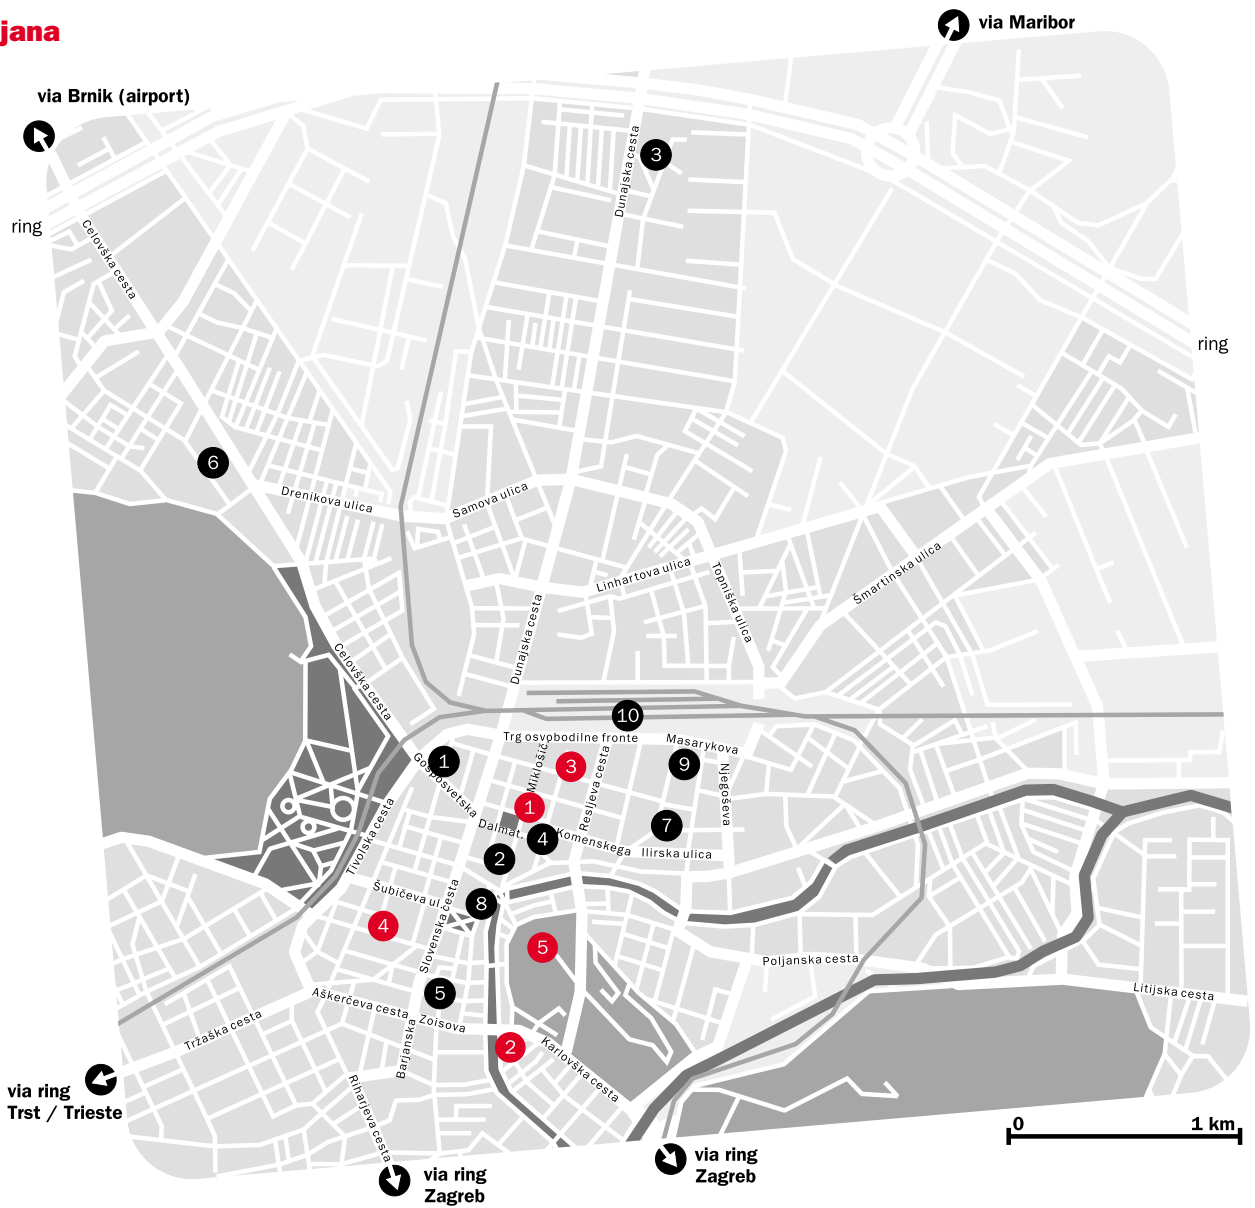 jana
via Maribor
via Brnik (airport)
3
Dunajska cesta
ring
Celovška cesta
ring
6
Drenikova ulica
Samova ulica
Linhartova ulica
Topniška ulica
Šmartinska ulica
Dunajska cesta
Celovška cesta
10
Trg osvobodilne fronte
Masarykova
1
Gosposvetska
Miklošič
3
Resljeva cesta
9
Njegoševa
1
Tivolska cesta
Dalmat.
4
Komenskega
7
Ilirska ulica
2
Šubičeva ul.
8
4
Slovenska cesta
5
Poljanska cesta
5
Litijska cesta
Aškerčeva cesta
Zoisova
Tržaška cesta
Barjanska
2
Karlovška cesta
Riharjeva cesta
via ring
Trst / Trieste
0
1 km
via ring
Zagreb
via ring
Zagreb